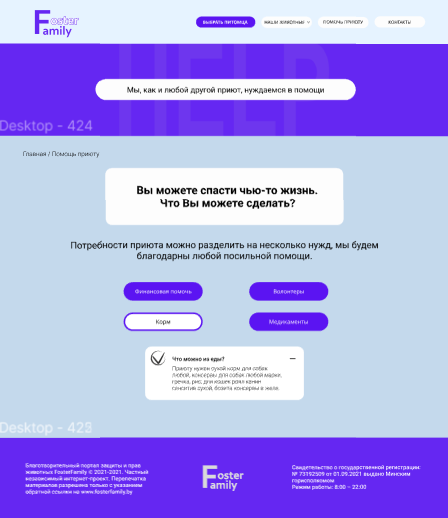 Foster
Family
ВЫБРАТЬ ПИТОМЦА
НАШИ ЖИВОТНЫЕ
ПОМОЧЬ ПРИЮТУ
КОНТАКТЫ
HELP
Мы, как и любой другой приют, нуждаемся в помощи
Desktop - 424
Главная / Помощь приюту
Вы можете спасти чью-то жизнь.
Что Вы можете сделать?
Потребности приюта можно разделить на несколько нужд, мы будем
благодарны любой посильной помощи.
Финансовая помощь
Волонтеры
Корм
Медикаменты
Что можно из еды?
Приюту нужен сухой корм для собак
любой, консервы для собак любой марки,
гречка, рис, для кошек роял канин
сенситив сухой, бозита консервы в желе.
Desktop - 423
Благотворительный портал защиты и прав
животных FosterFamily © 2021-2021. Частный
независимый интернет-проект. Перепечатка
материалов разрешена только с указанием
обратной ссылки на www.fosterfamily.by
Foster
Family
Свидетельство о государственной регистрации:
№ 73192509 от 01.09.2021 выдано Минским
горисполкомом
Режим работы: 8:00 – 22:00